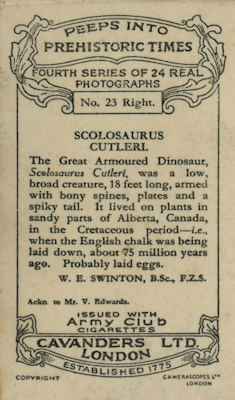 PEEPS INTO
PREHISTORIC TIMES
FOURTH SERIES OF 24 REAL
PHOTOGRAPHS
No. 23 Right.
SCOLOSAURUS
CUTLERI.
The Great Armoured Dinosaur,
Scolosaurus Cutleri, was a low,
broad creature, 18 feet long, armed
with bony spines, plates and a
spiky tail. It lived on plants in
sandy parts of Alberta, Canada,
in the Cretaceous period—i.e.,
when the English chalk was being
laid down, about 75 million years
ago. Probably laid eggs.
W. E. SWINTON, B.Sc., F.Z.S.
Ackn to Mr. V. Edwards.
ISSUED WITH
Army Club
CIGARETTES
CAVANDERS LTD.
LONDON
ESTABLISHED 1775
COPYRIGHT
CAMERASCOPES LTD
LONDON